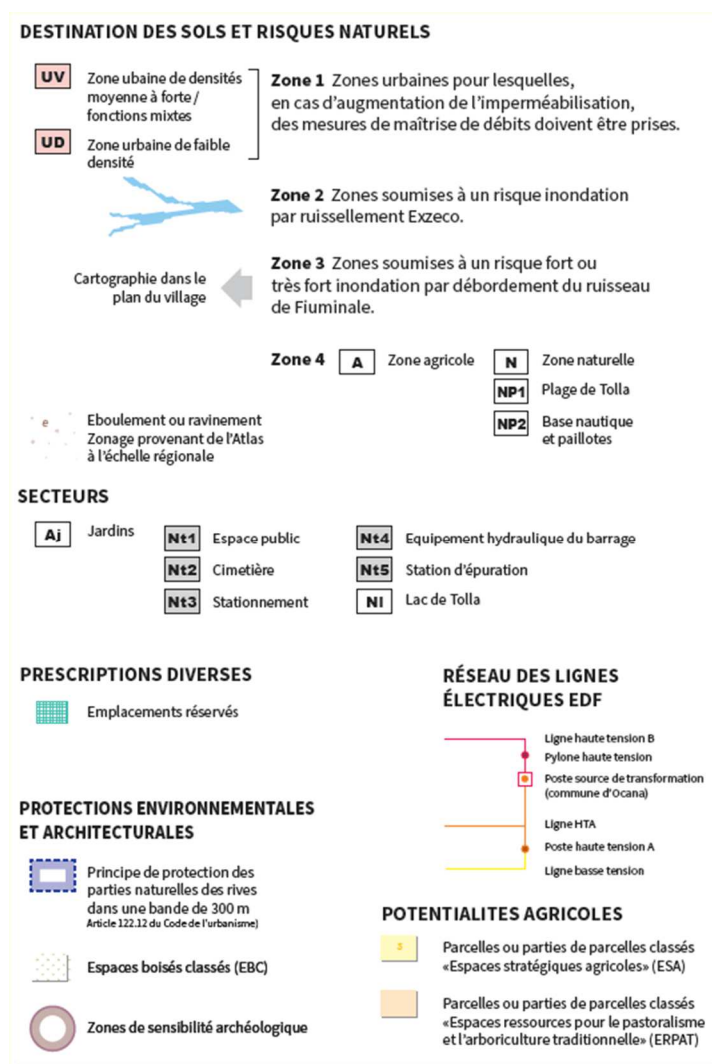 DESTINATION DES SOLS ET RISQUES NATURELS
UV
Zone ubaine de densités
moyenne à forte /
fonctions mixtes
UD
Zone urbaine de faible
densité
Zone 1 Zones urbaines pour lesquelles,
en cas d'augmentation de l'imperméabilisation,
des mesures de maîtrise de débits doivent être prises.
Zone 2 Zones soumises à un risque inondation
par ruissellement Exzeco.
Cartographie dans le
plan du village
Zone 3 Zones soumises à un risque fort ou
très fort inondation par débordement du ruisseau
de Fiuminale.
Zone 4
A
Zone agricole
N
Zone naturelle
NP1
Plage de Tolla
NP2
Base nautique
et paillotes
e
Eboulement ou ravinement
Zonage provenant de l'Atlas
à l'échelle régionale
SECTEURS
Aj
Jardins
Nt1
Espace public
Nt2
Cimetière
Nt3
Stationnement
Nt4
Equipement hydraulique du barrage
Nt5
Station d'épuration
Nl
Lac de Tolla
PRESCRIPTIONS DIVERSES
Emplacements réservés
RÉSEAU DES LIGNES
ÉLECTRIQUES EDF
Ligne haute tension B
Pylone haute tension
Poste source de transformation
(commune d'Ocana)
Ligne HTA
Poste haute tension A
Ligne basse tension
PROTECTIONS ENVIRONNEMENTALES
ET ARCHITECTURALES
Principe de protection des
parties naturelles des rives
dans une bande de 300 m
Article 122.12 du Code de l'urbanisme)
Espaces boisés classés (EBC)
Zones de sensibilité archéologique
POTENTIALITES AGRICOLES
3
Parcelles ou parties de parcelles classés
«Espaces stratégiques agricoles» (ESA)
Parcelles ou parties de parcelles classés
«Espaces ressources pour le pastoralisme
et l'arboriculture traditionnelle» (ERPAT)